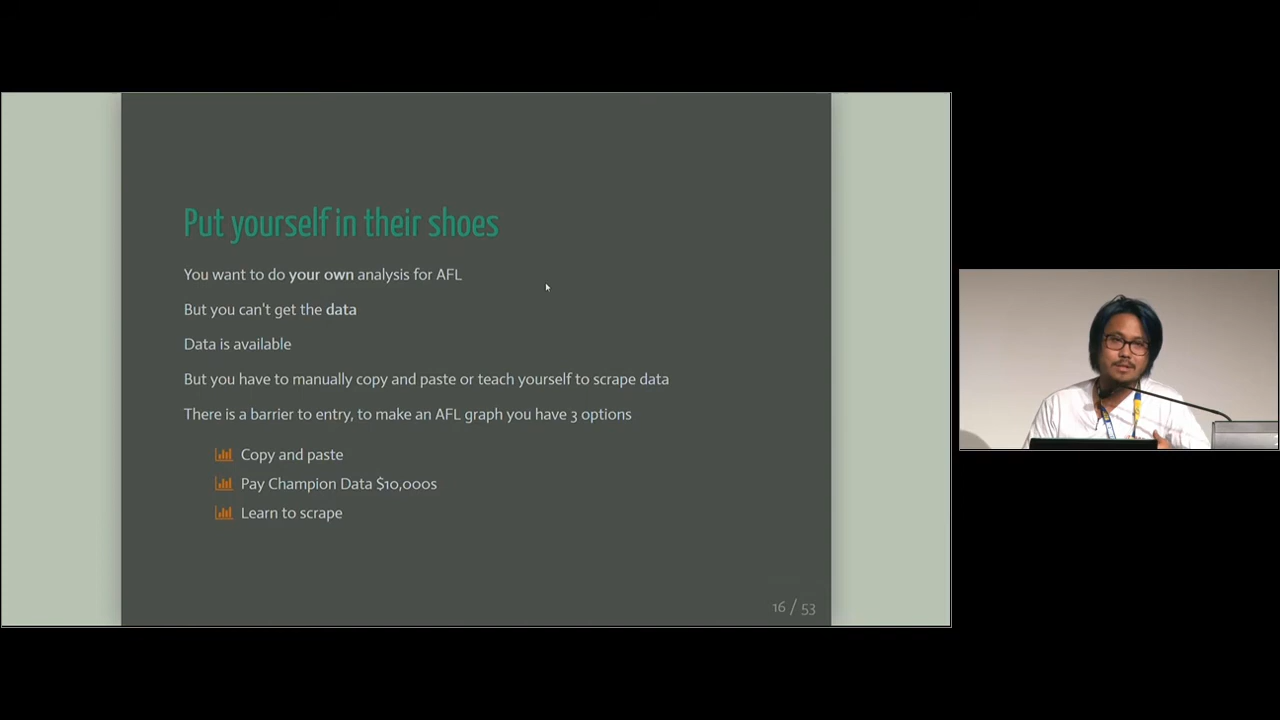 Put yourself in their shoes
You want to do your own analysis for AFL
But you can't get the data
Data is available
But you have to manually copy and paste or teach yourself to scrape data
There is a barrier to entry, to make an AFL graph you have 3 options
Copy and paste
Pay Champion Data $10,000s
Learn to scrape
16 / 53